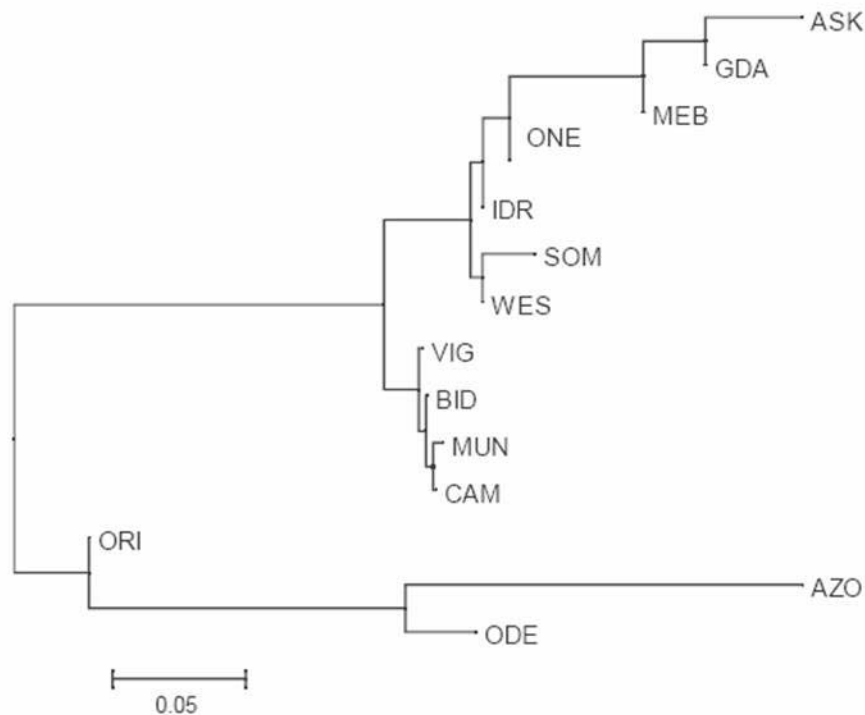 ASK
GDA
MEB
ONE
IDR
SOM
WES
VIG
BID
MUN
CAM
ORI
AZO
ODE
0.05